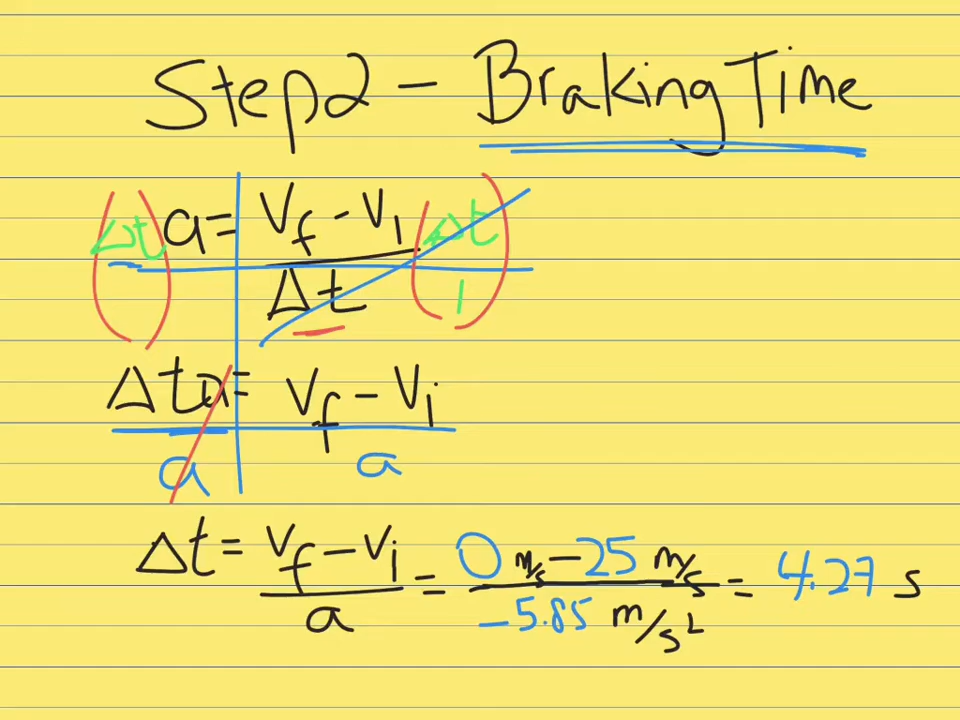 Step2 - Braking Time
(Δt) a = Vf - Vi / Δt (Δt / 1)
Δta / a = Vf - Vi / a
Δt = Vf - Vi / a = 0 m/s - 25 m/s / -5.85 m/s² = 4.27 s